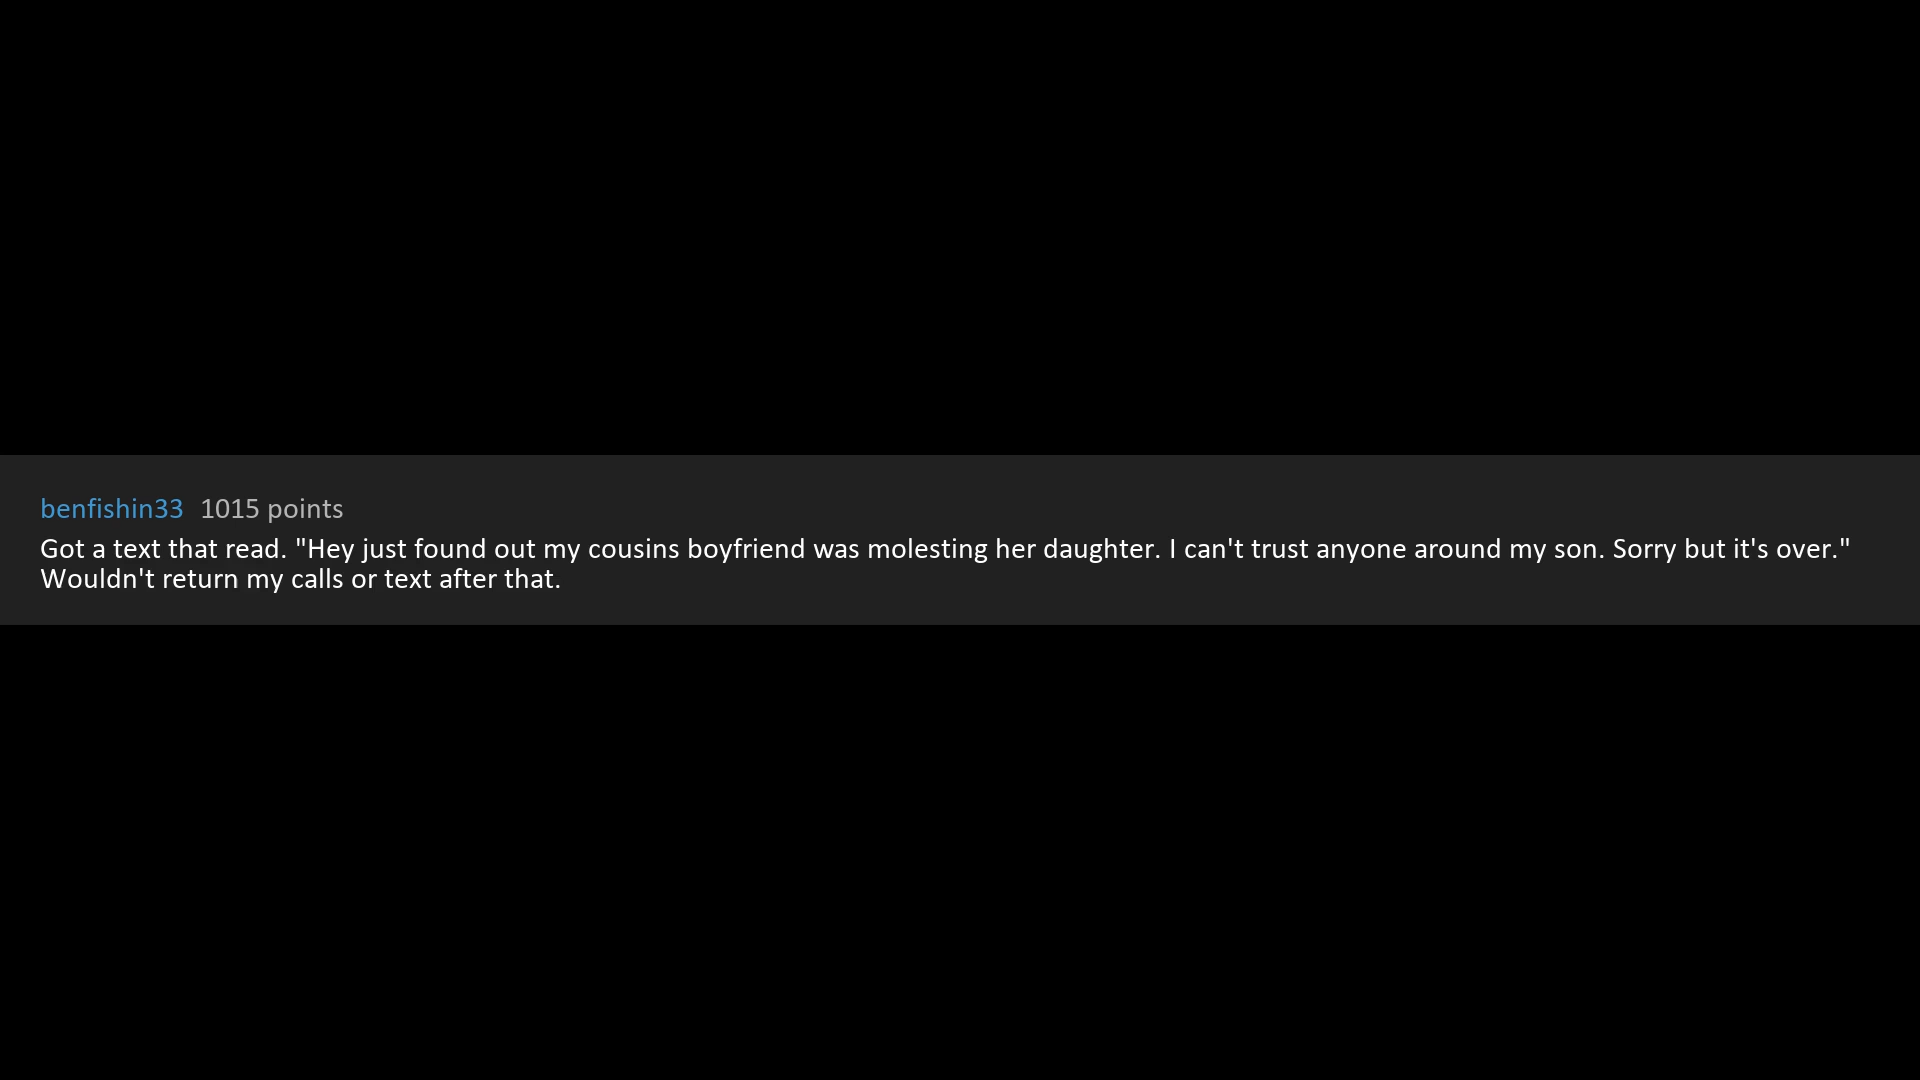 benfishin33 1015 points
Got a text that read. "Hey just found out my cousins boyfriend was molesting her daughter. I can't trust anyone around my son. Sorry but it's over."
Wouldn't return my calls or text after that.